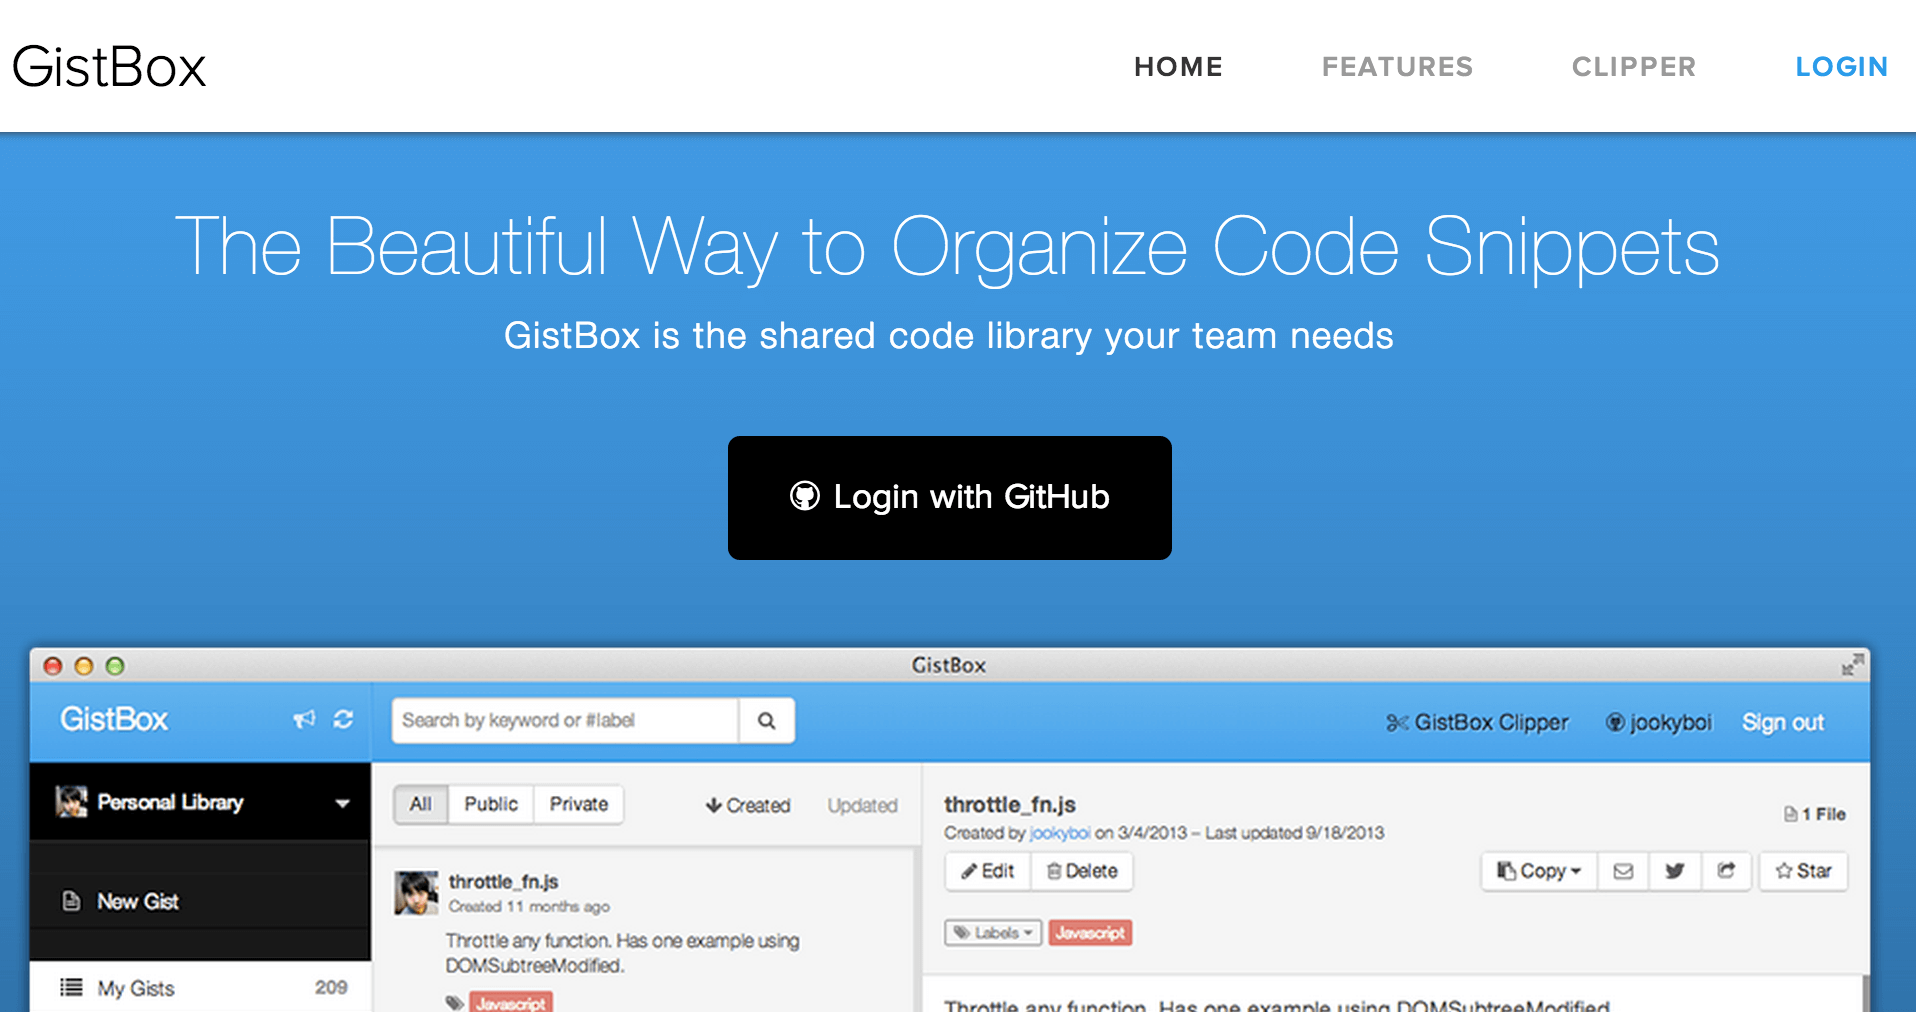 GistBox
HOME FEATURES CLIPPER LOGIN
The Beautiful Way to Organize Code Snippets
GistBox is the shared code library your team needs
Login with GitHub
GistBox
GistBox
Search by keyword or #label
GistBox Clipper jookyboi Sign out
Personal Library
New Gist
My Gists 209
All Public Private Created Updated
throttle_fn.js
Created 11 months ago
Throttle any function. Has one example using
DOMSubtreeModified.
Javascript
throttle_fn.js
1 File
Created by jookyboi on 3/4/2013 – Last updated 9/18/2013
Edit Delete Copy Star
Labels Javascript
Throttle any function. Has one example using DOMSubtreeModified